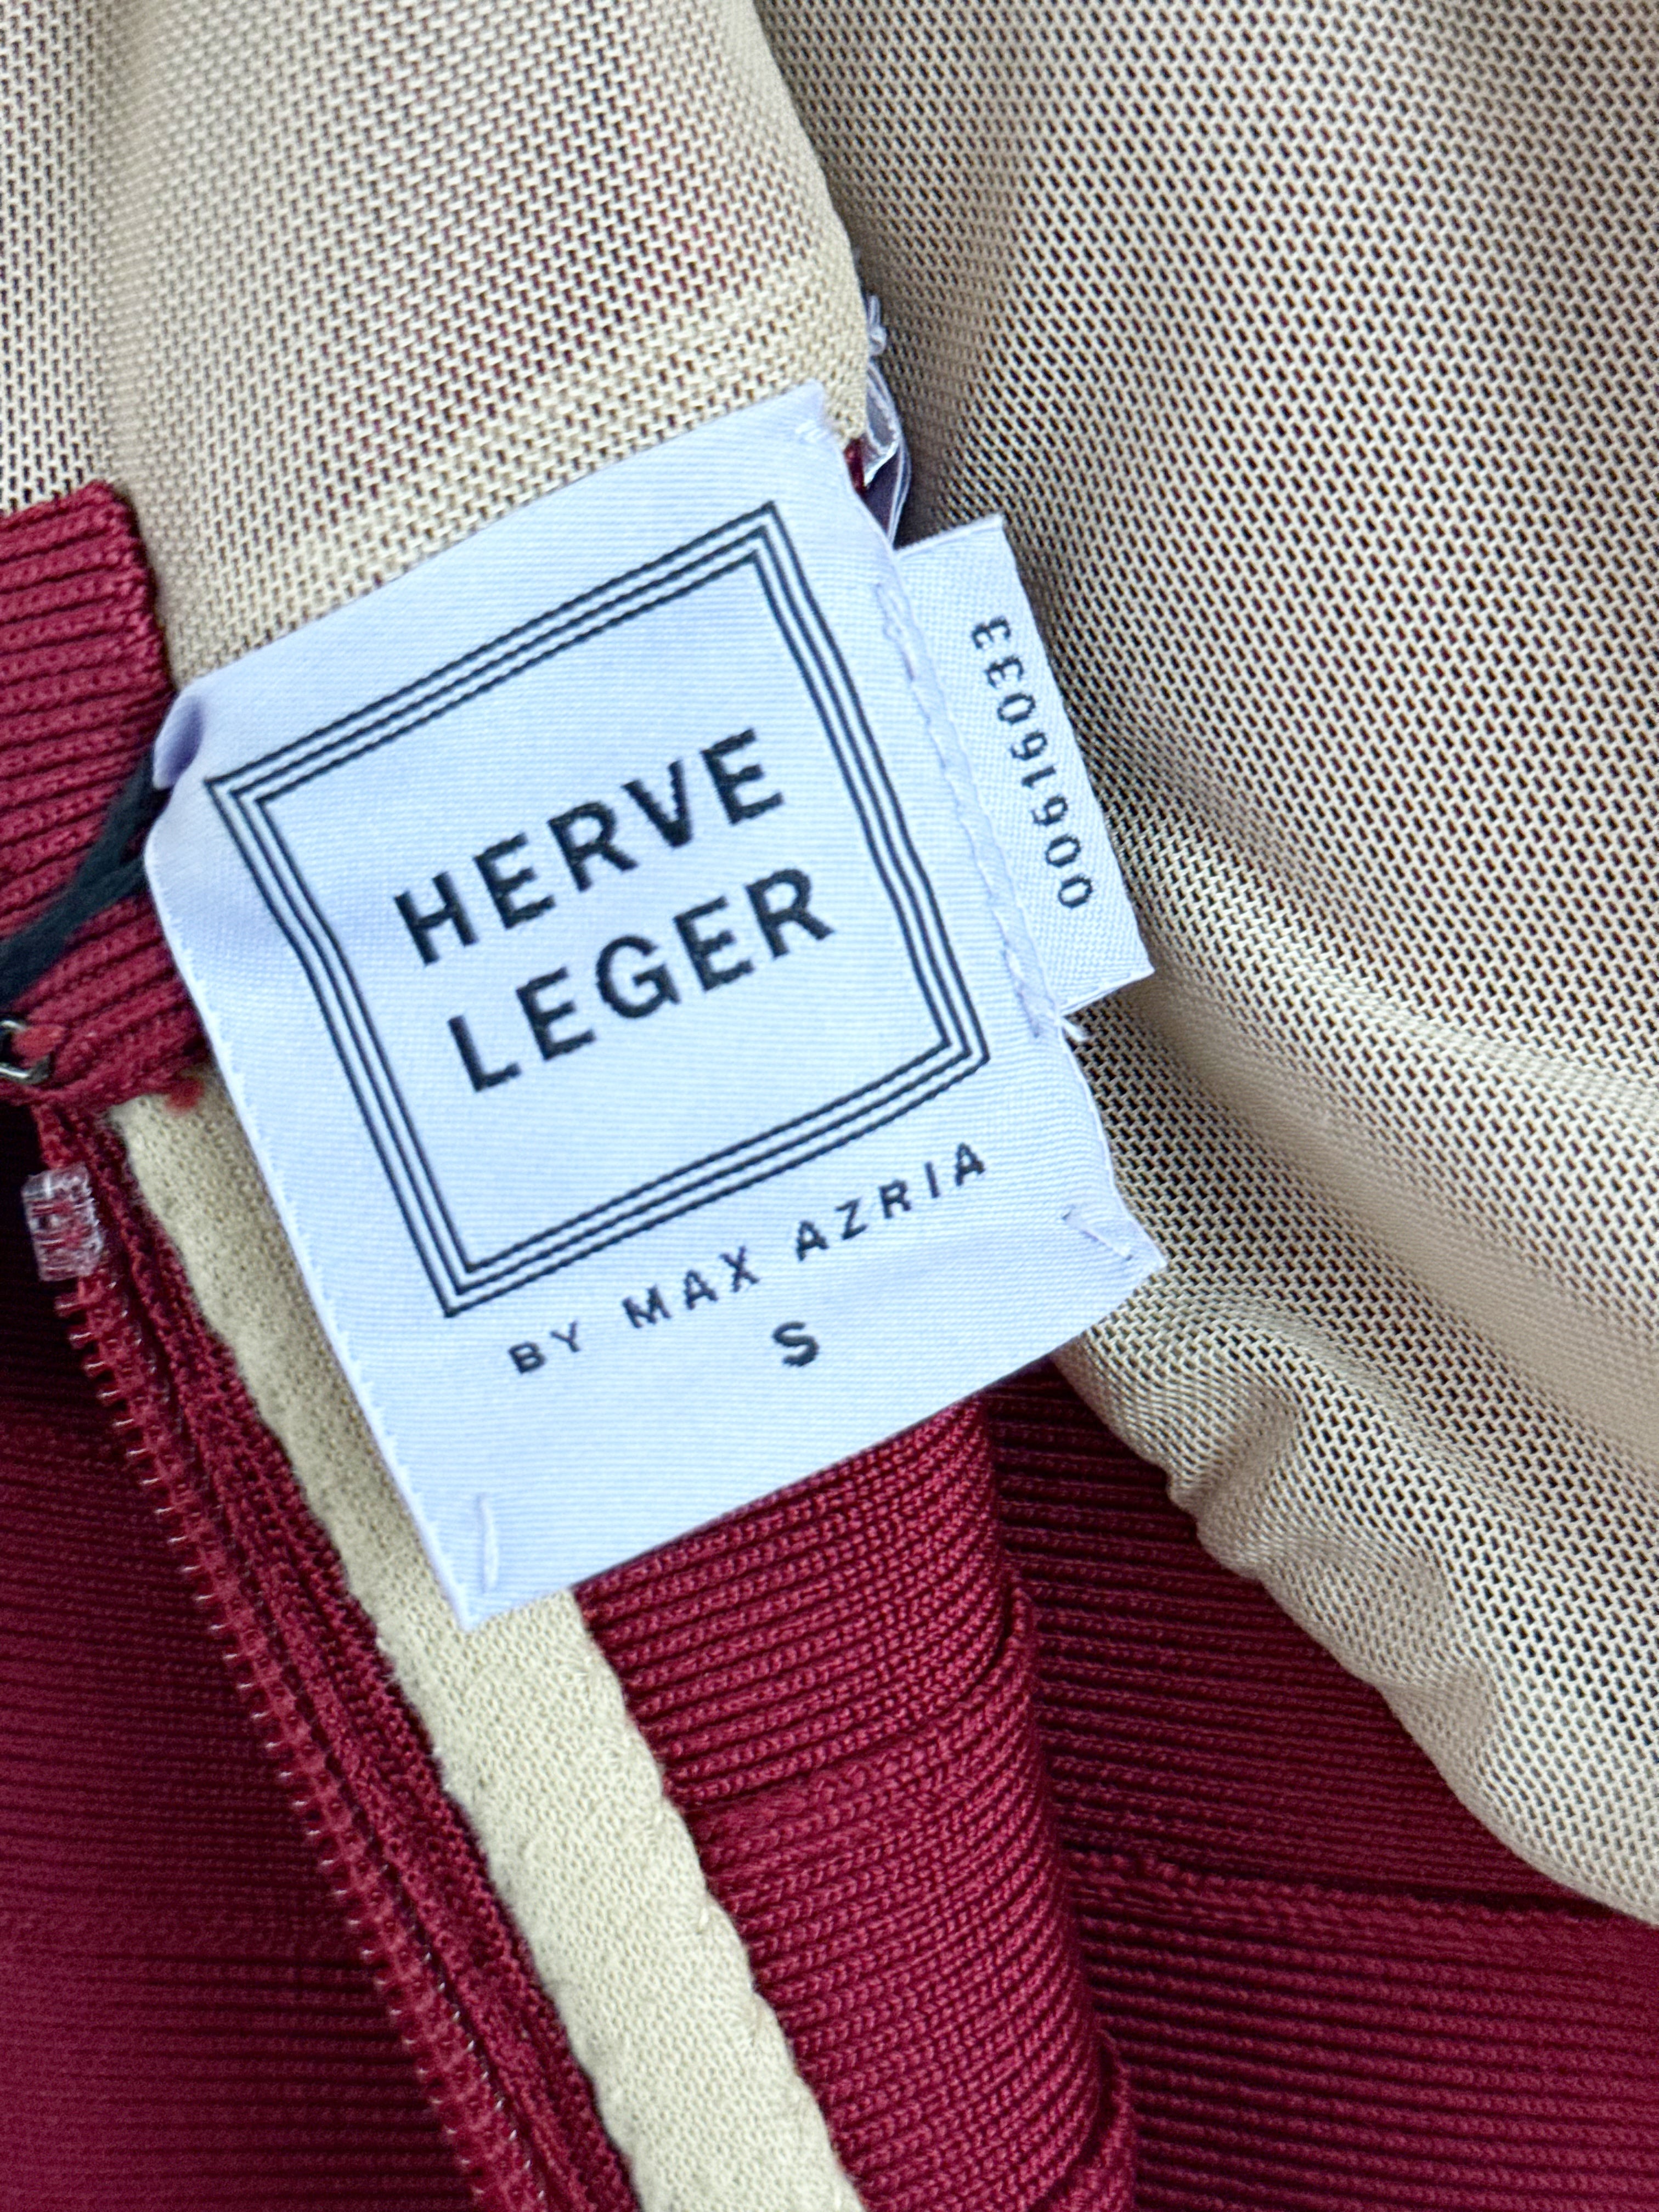 HERVE
LEGER
BY MAX AZRIA
S
00616033